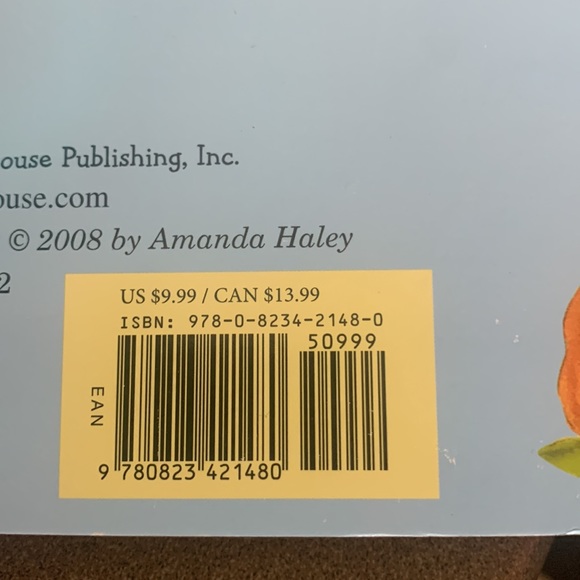 ouse Publishing, Inc.
ouse.com
© 2008 by Amanda Haley
2
US $9.99 / CAN $13.99
ISBN: 978-0-8234-2148-0
50999
EAN
9 780823 421480